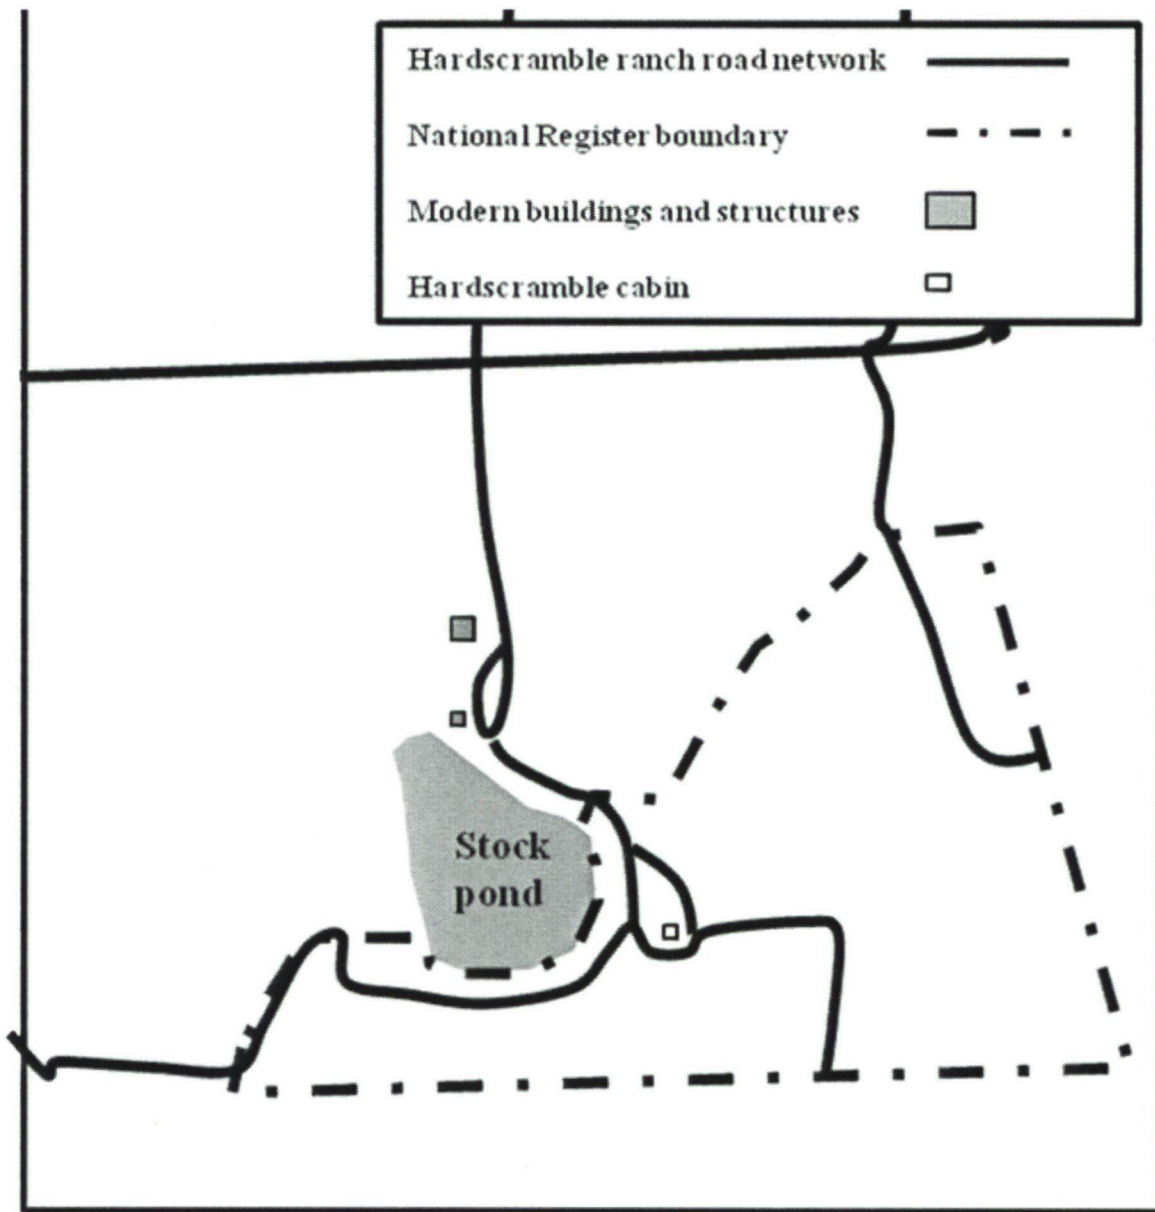 Hardscramble ranch road network
National Register boundary
Modern buildings and structures
Hardscramble cabin
Stock
pond